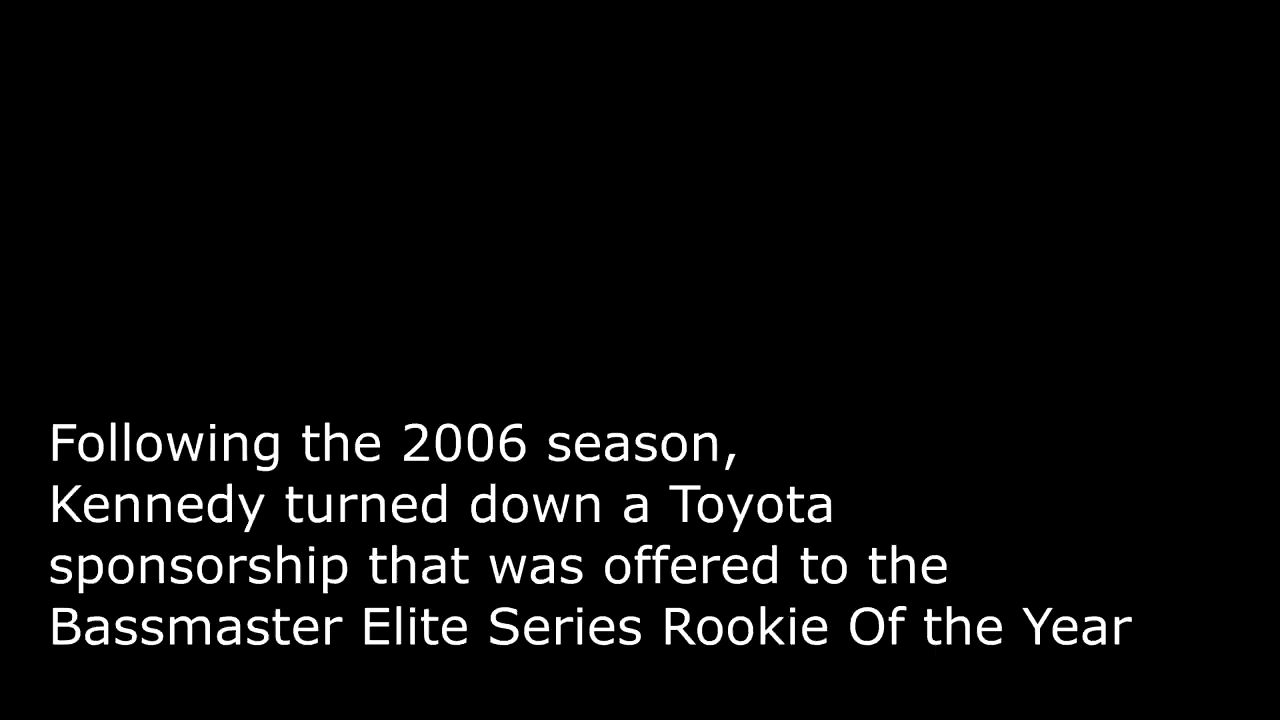 Following the 2006 season,
Kennedy turned down a Toyota
sponsorship that was offered to the
Bassmaster Elite Series Rookie Of the Year